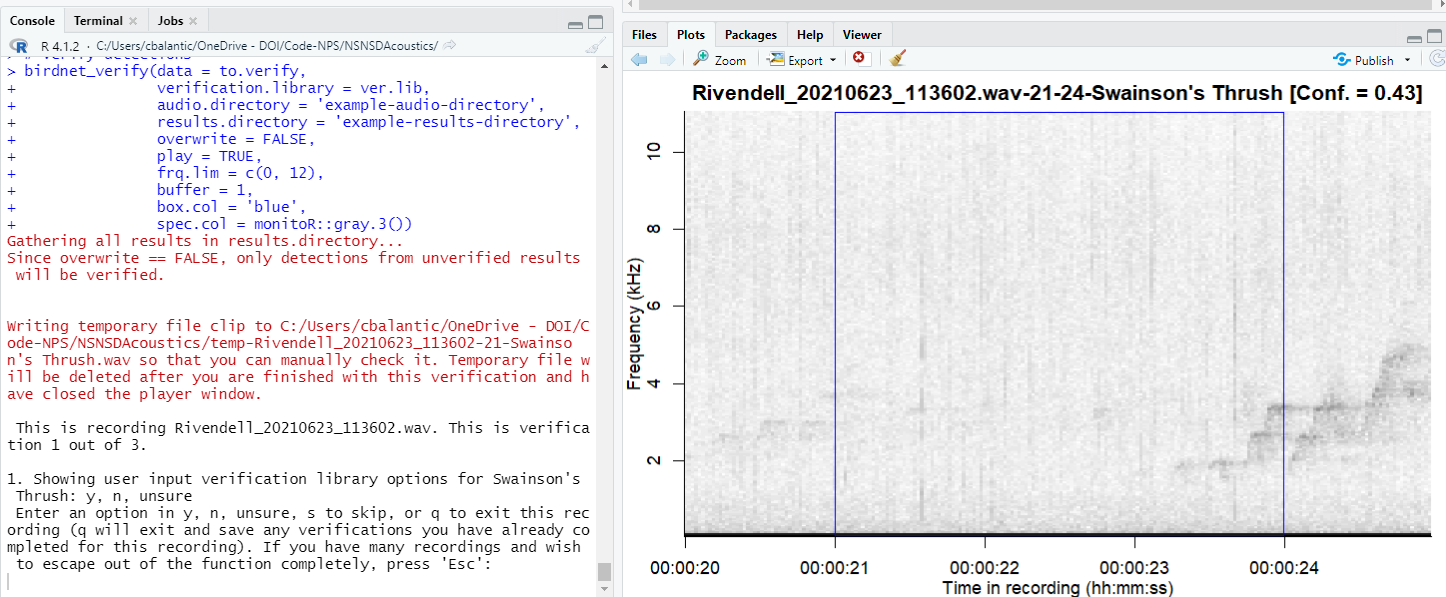 Console Terminal Jobs
R 4.1.2 · C:/Users/cbalantic/OneDrive - DOI/Code-NPS/NSNSDAcoustics/
> birdnet_verify(data = to.verify,
+ verification.library = ver.lib,
+ audio.directory = 'example-audio-directory',
+ results.directory = 'example-results-directory',
+ overwrite = FALSE,
+ play = TRUE,
+ frq.lim = c(0, 12),
+ buffer = 1,
+ box.col = 'blue',
+ spec.col = monitoR::gray.3())
Gathering all results in results.directory...
Since overwrite == FALSE, only detections from unverified results
will be verified.
Writing temporary file clip to C:/Users/cbalantic/OneDrive - DOI/C
ode-NPS/NSNSDAcoustics/temp-Rivendell_20210623_113602-21-Swainso
n's Thrush.wav so that you can manually check it. Temporary file w
ill be deleted after you are finished with this verification and h
ave closed the player window.
This is recording Rivendell_20210623_113602.wav. This is verifica
tion 1 out of 3.
1. Showing user input verification library options for Swainson's
Thrush: y, n, unsure
Enter an option in y, n, unsure, s to skip, or q to exit this rec
ording (q will exit and save any verifications you have already co
mpleted for this recording). If you have many recordings and wish
to escape out of the function completely, press 'Esc':
Files Plots Packages Help Viewer
Zoom Export Publish
Rivendell_20210623_113602.wav-21-24-Swainson's Thrush [Conf. = 0.43]
Frequency (kHz)
10
8
6
4
2
00:00:20 00:00:21 00:00:22 00:00:23 00:00:24
Time in recording (hh:mm:ss)